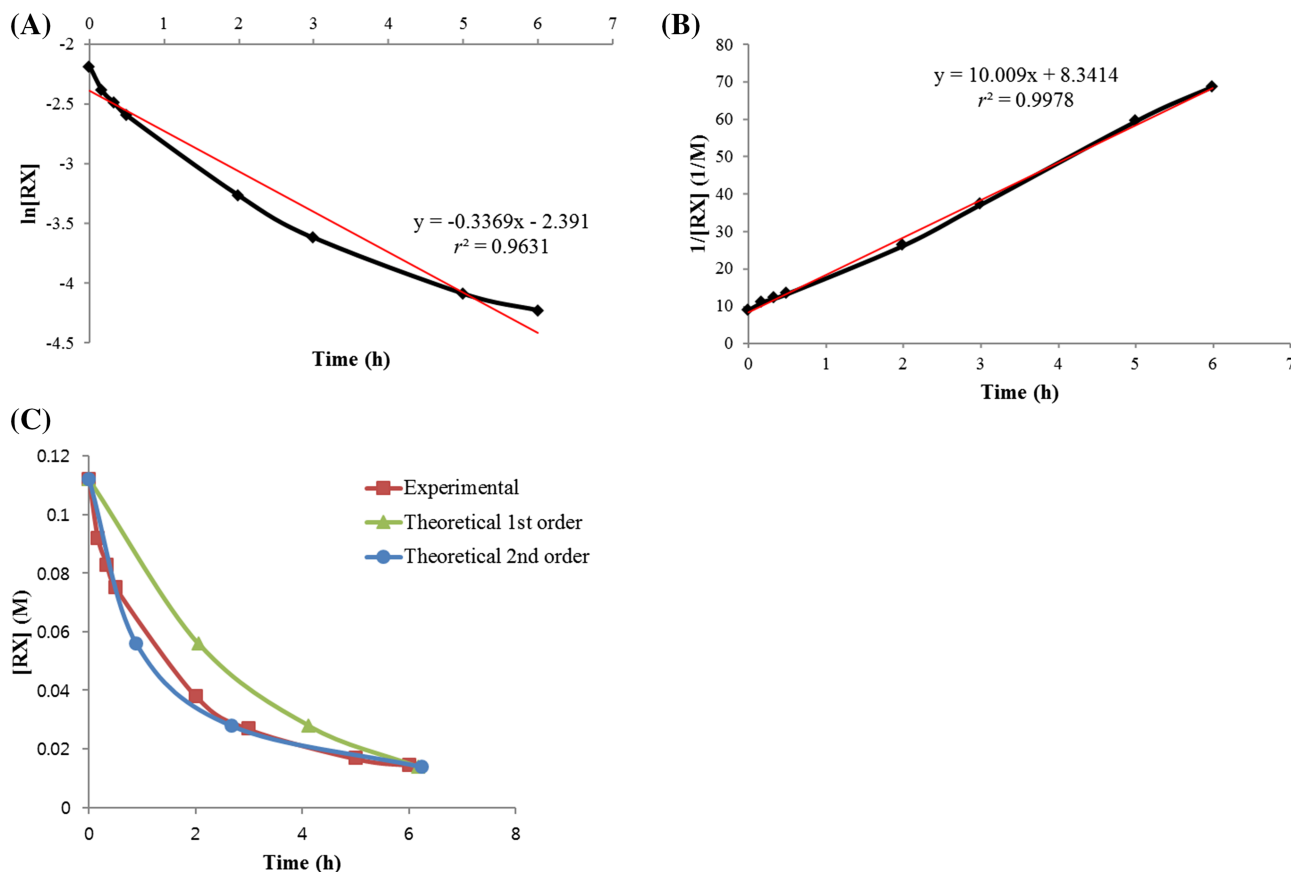 (A)
0 1 2 3 4 5 6 7
-2
-2.5
-3
-3.5
-4
-4.5
ln[RX]
y = -0.3369x - 2.391
r² = 0.9631
Time (h)
(B)
80
70
60
50
40
30
20
10
0
1/[RX] (1/M)
y = 10.009x + 8.3414
r² = 0.9978
0 1 2 3 4 5 6 7
Time (h)
(C)
0.12
0.1
0.08
0.06
0.04
0.02
0
[RX] (M)
Experimental
Theoretical 1st order
Theoretical 2nd order
0 2 4 6 8
Time (h)